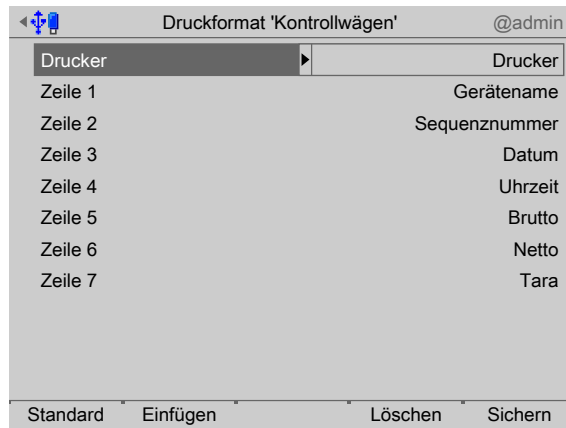 Druckformat 'Kontrollwägen' @admin
Drucker Drucker
Zeile 1 Gerätename
Zeile 2 Sequenznummer
Zeile 3 Datum
Zeile 4 Uhrzeit
Zeile 5 Brutto
Zeile 6 Netto
Zeile 7 Tara
Standard Einfügen Löschen Sichern